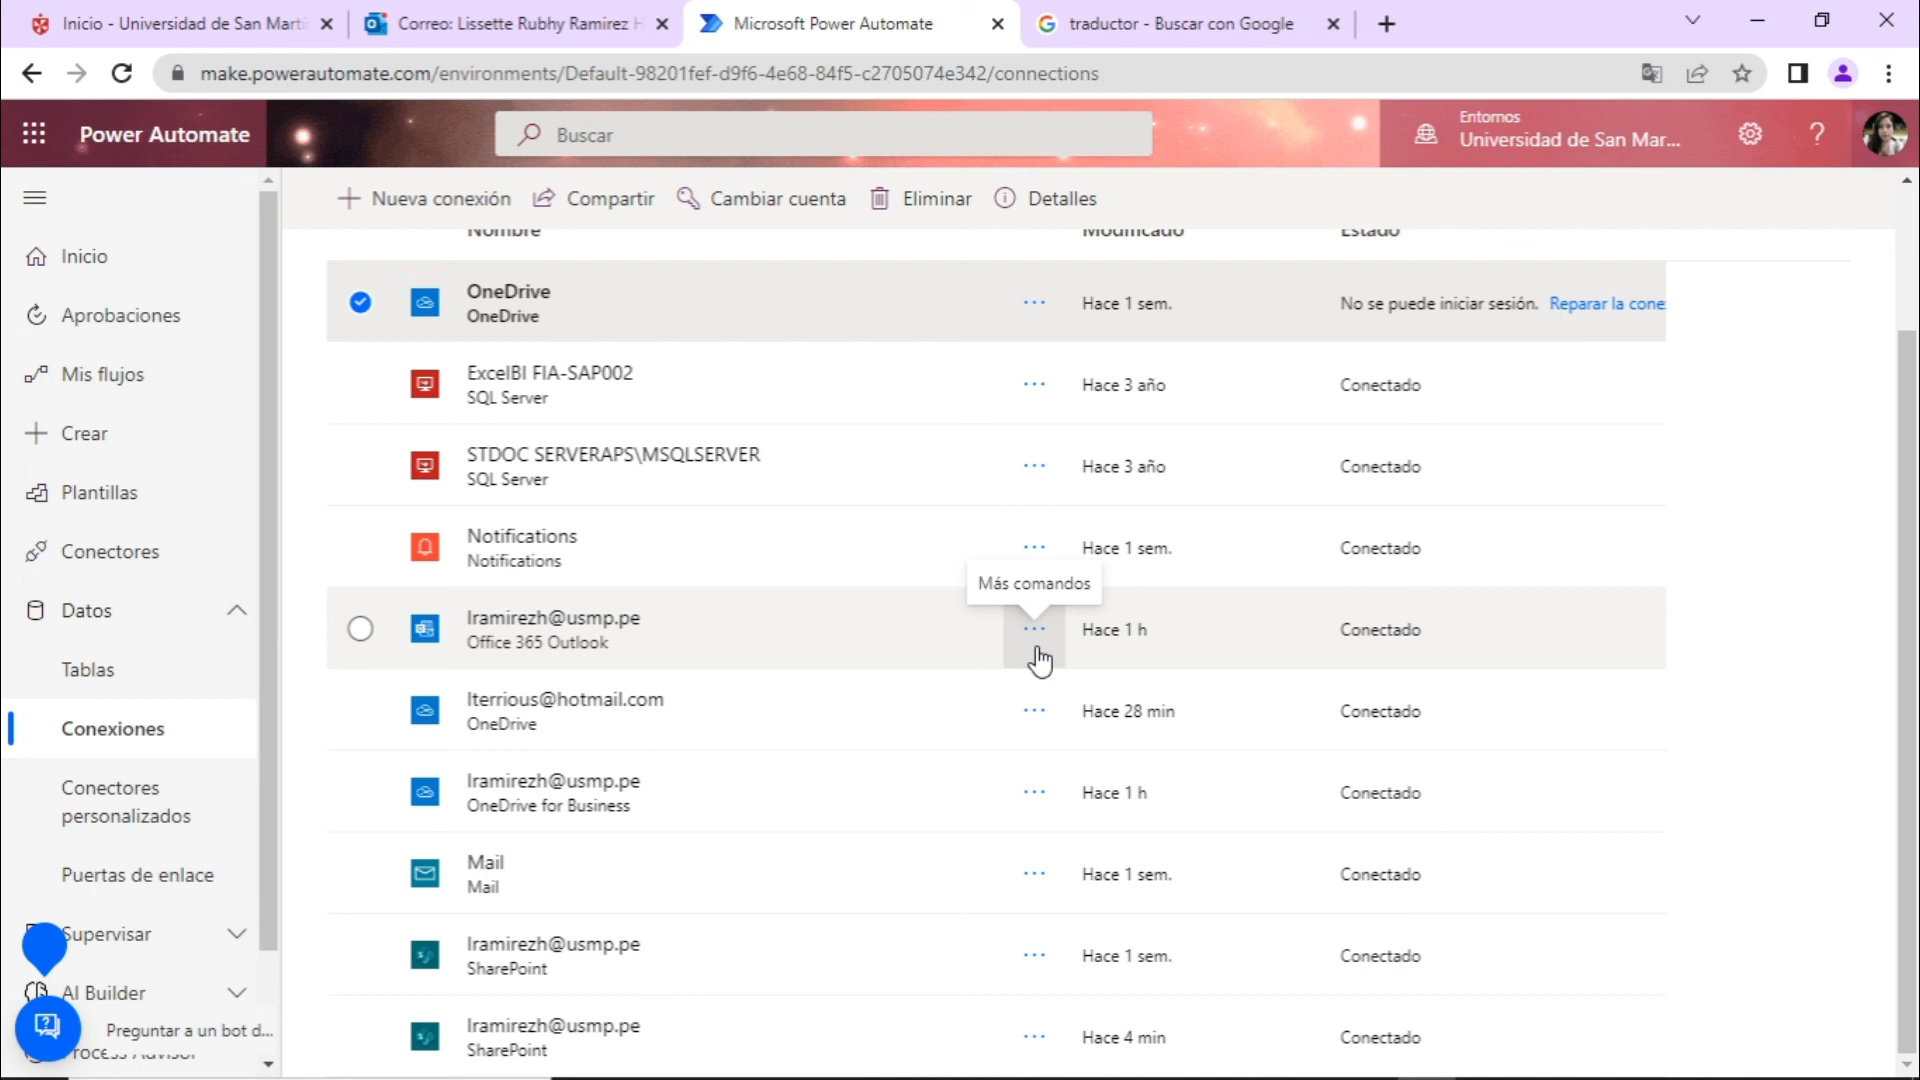 Inicio - Universidad de San Martí
Correo: Lissette Rubhy Ramirez H
Microsoft Power Automate
traductor - Buscar con Google
make.powerautomate.com/environments/Default-98201fef-d9f6-4e68-84f5-c2705074e342/connections
Power Automate
Buscar
Entornos
Universidad de San Mar...
Nueva conexión
Compartir
Cambiar cuenta
Eliminar
Detalles
Nombre
Modificado
Estado
Inicio
Aprobaciones
Mis flujos
Crear
Plantillas
Conectores
Datos
Tablas
Conexiones
Conectores
personalizados
Puertas de enlace
Supervisar
AI Builder
Preguntar a un bot d...
Process Advisor
OneDrive
OneDrive
Hace 1 sem.
No se puede iniciar sesión. Reparar la cone
ExcelBI FIA-SAP002
SQL Server
Hace 3 año
Conectado
STDOC SERVERAPS\MSQLSERVER
SQL Server
Hace 3 año
Conectado
Notifications
Notifications
Hace 1 sem.
Conectado
Más comandos
lramirezh@usmp.pe
Office 365 Outlook
Hace 1 h
Conectado
lterrious@hotmail.com
OneDrive
Hace 28 min
Conectado
lramirezh@usmp.pe
OneDrive for Business
Hace 1 h
Conectado
Mail
Mail
Hace 1 sem.
Conectado
lramirezh@usmp.pe
SharePoint
Hace 1 sem.
Conectado
lramirezh@usmp.pe
SharePoint
Hace 4 min
Conectado